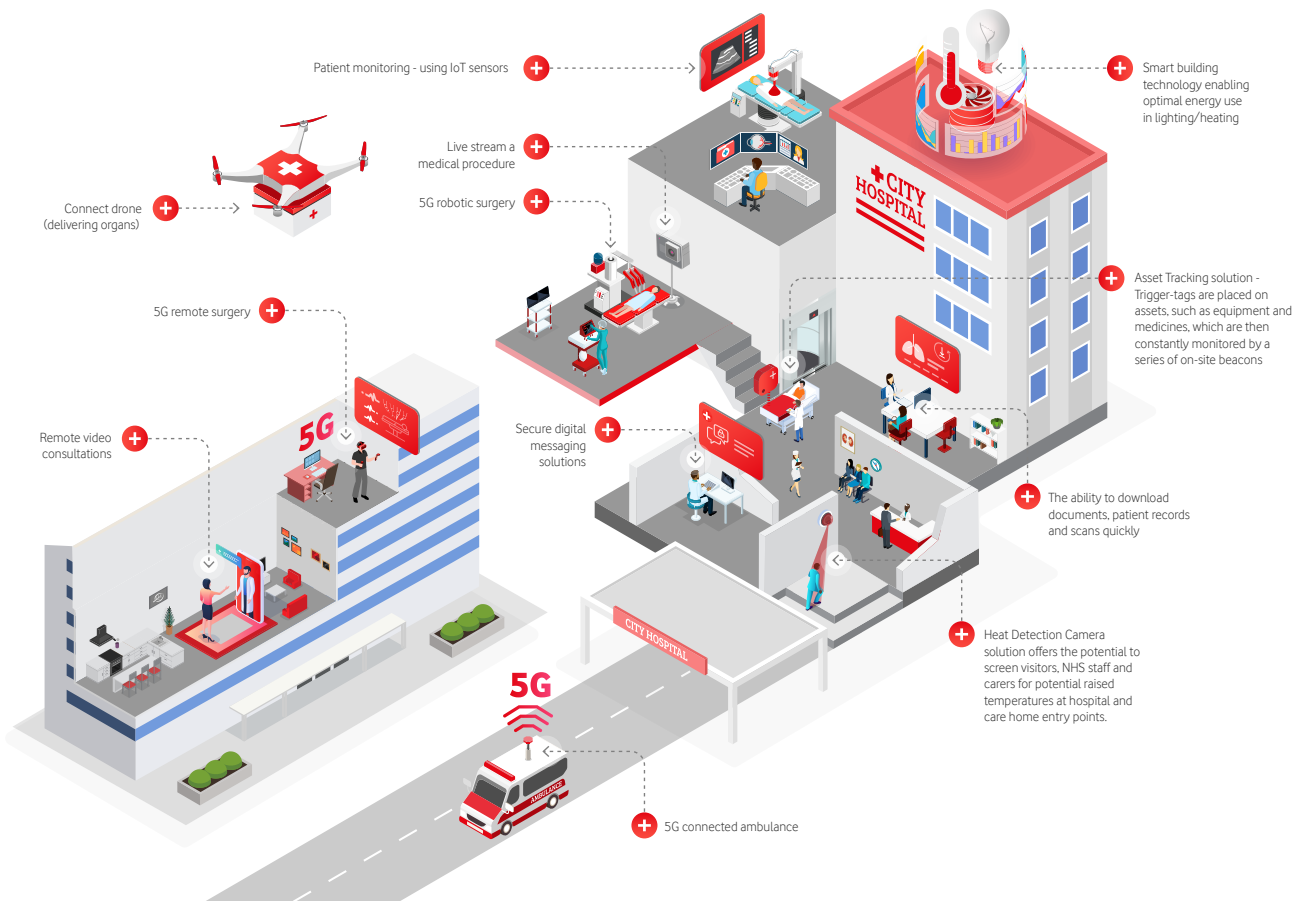 Patient monitoring - using IoT sensors
Smart building
technology enabling
optimal energy use
in lighting/heating
Live stream a
medical procedure
CITY
HOSPITAL
5G robotic surgery
Connect drone
(delivering organs)
Asset Tracking solution -
Trigger-tags are placed on
assets, such as equipment and
medicines, which are then
constantly monitored by a
series of on-site beacons
5G remote surgery
5G
Remote video
consultations
Secure digital
messaging
solutions
The ability to download
documents, patient records
and scans quickly
CITY HOSPITAL
Heat Detection Camera
solution offers the potential to
screen visitors, NHS staff and
carers for potential raised
temperatures at hospital and
care home entry points.
5G
AMBULANCE
5G connected ambulance